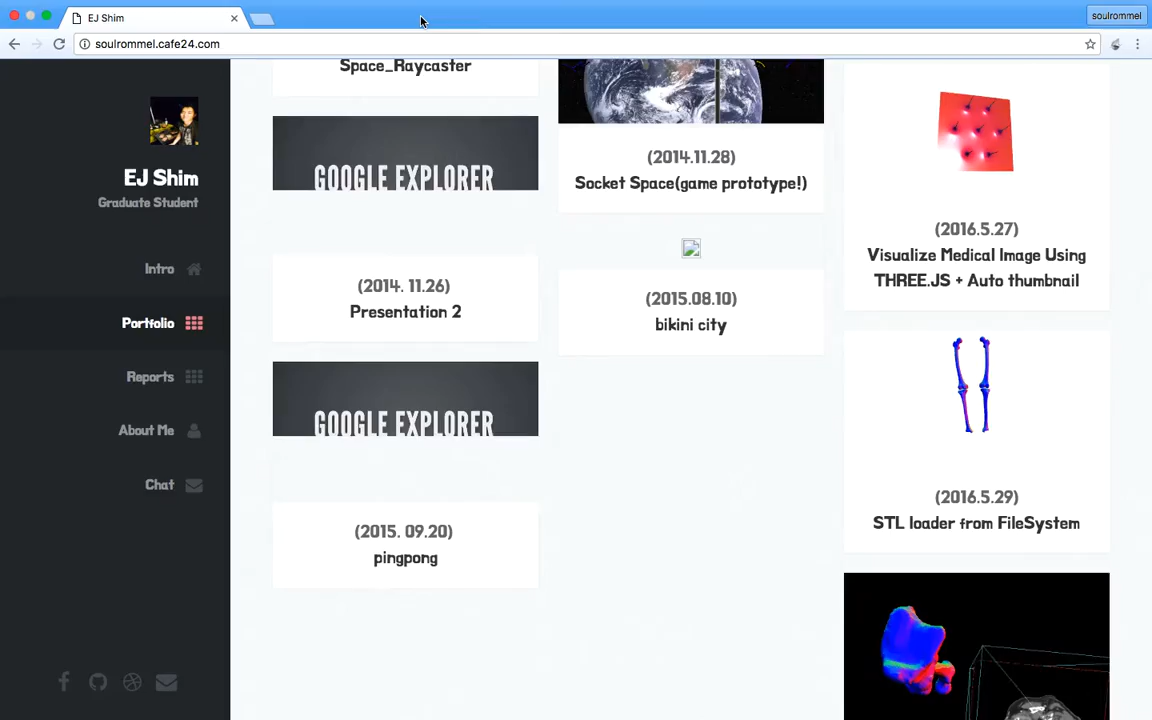 EJ Shim
soulrommel
soulrommel.cafe24.com
EJ Shim
Graduate Student
Intro
Portfolio
Reports
About Me
Chat
Space_Raycaster
GOOGLE EXPLORER
(2014. 11.26)
Presentation 2
GOOGLE EXPLORER
(2015. 09.20)
pingpong
(2014.11.28)
Socket Space(game prototype!)
(2015.08.10)
bikini city
(2016.5.27)
Visualize Medical Image Using
THREE.JS + Auto thumbnail
(2016.5.29)
STL loader from FileSystem